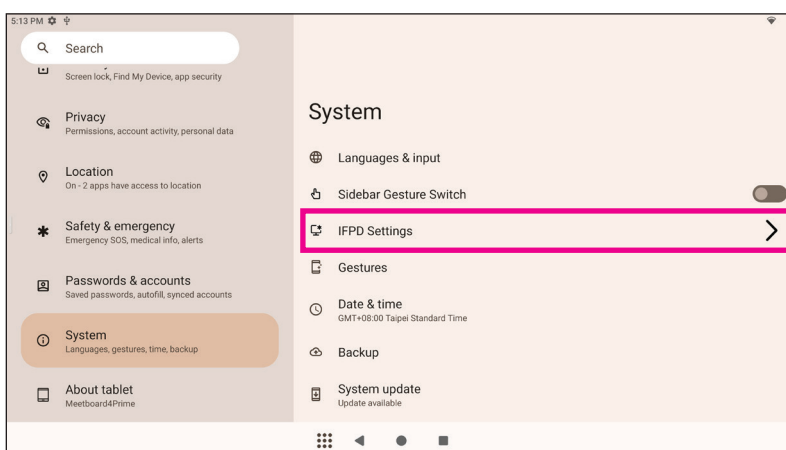 5:13 PM
Search
Screen lock, Find My Device, app security
Privacy
Permissions, account activity, personal data
Location
On - 2 apps have access to location
Safety & emergency
Emergency SOS, medical info, alerts
Passwords & accounts
Saved passwords, autofill, synced accounts
System
Languages, gestures, time, backup
About tablet
Meetboard4Prime
System
Languages & input
Sidebar Gesture Switch
IFPD Settings
Gestures
Date & time
GMT+08:00 Taipei Standard Time
Backup
System update
Update available